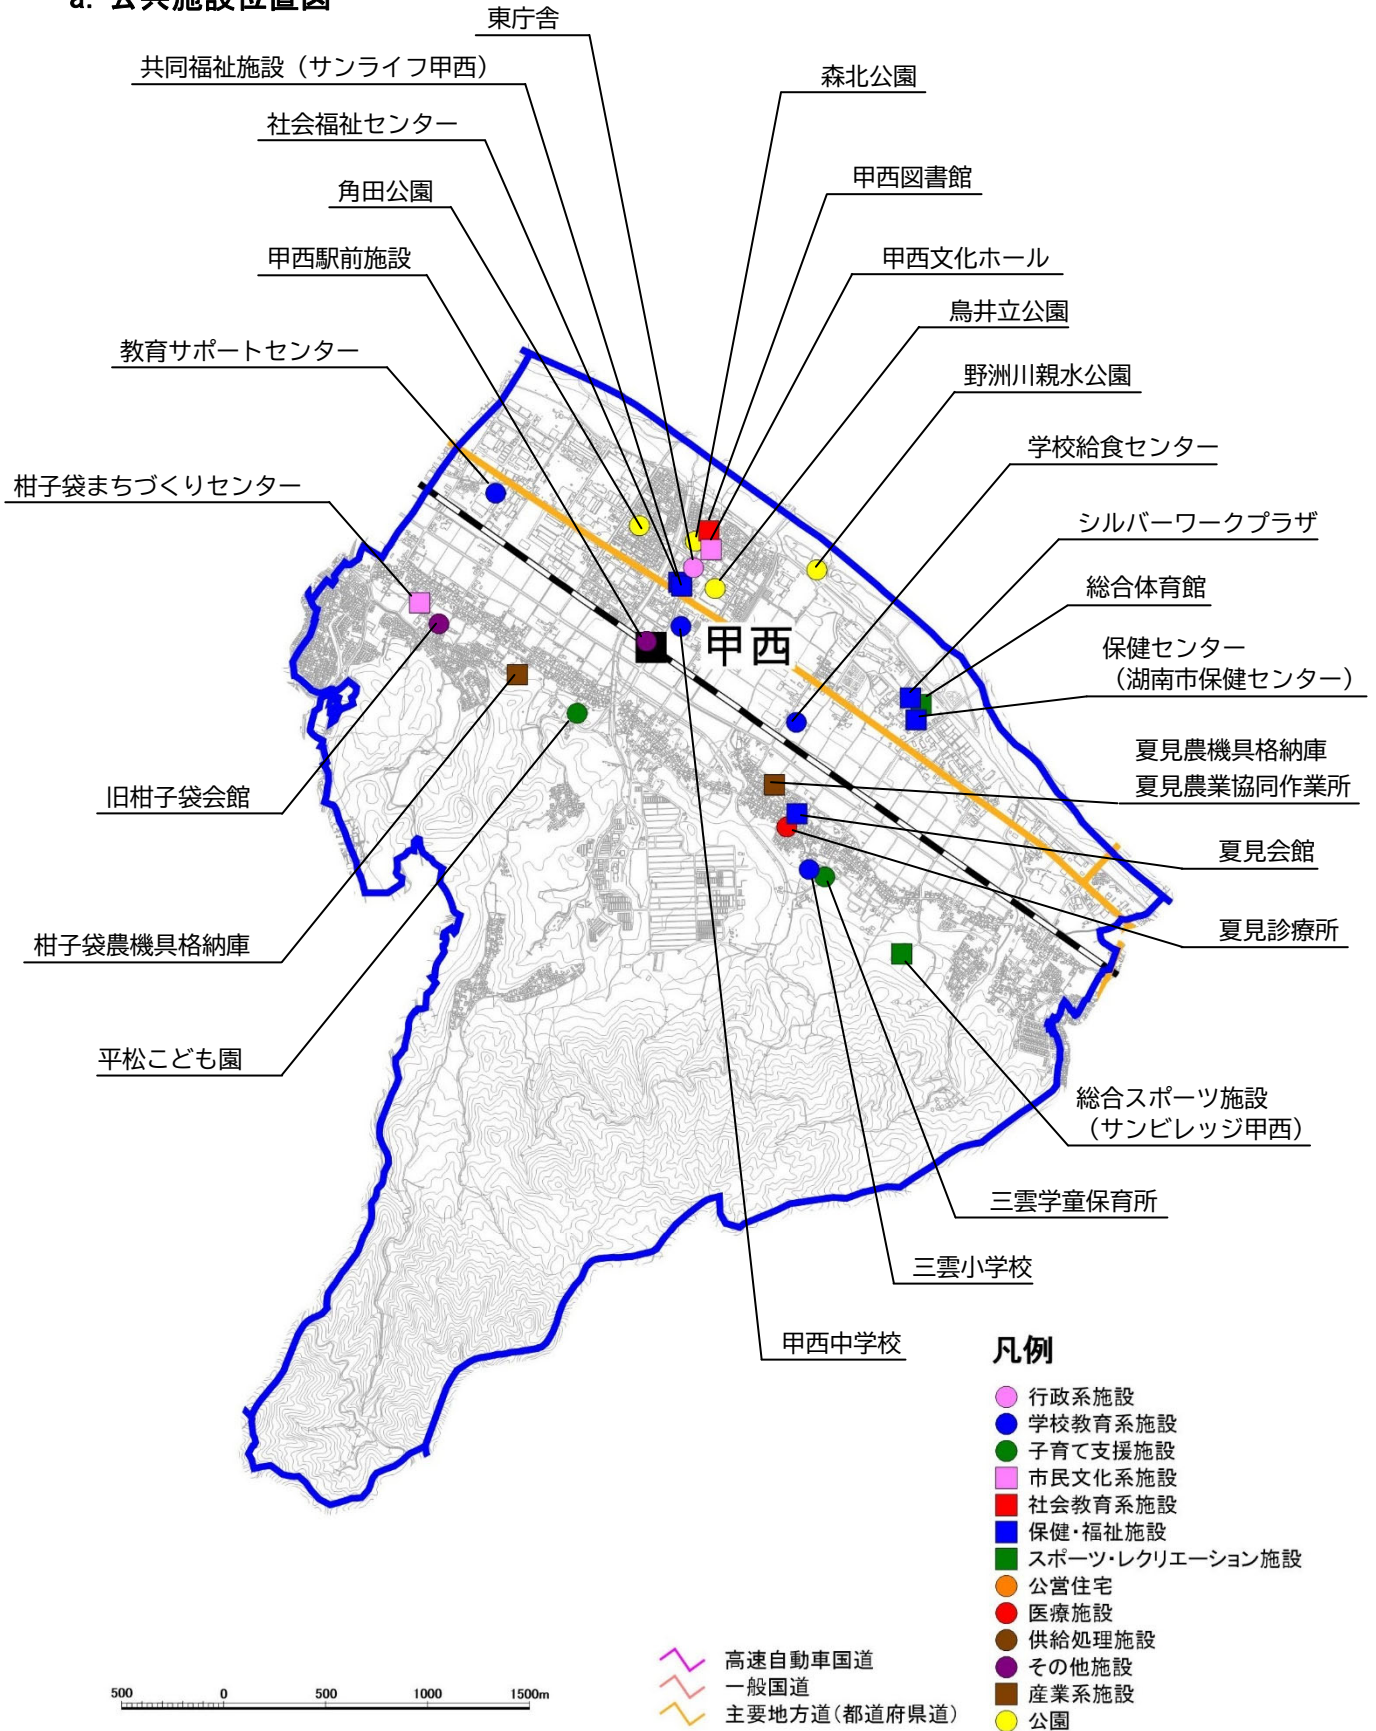 a. 公共施設位置図
東庁舎
共同福祉施設（サンライフ甲西）
森北公園
社会福祉センター
甲西図書館
角田公園
甲西駅前施設
甲西文化ホール
鳥井立公園
教育サポートセンター
野洲川親水公園
学校給食センター
柑子袋まちづくりセンター
シルバーワークプラザ
総合体育館
甲西
保健センター
（湖南市保健センター）
夏見農機具格納庫
夏見農業協同作業所
旧柑子袋会館
夏見会館
夏見診療所
柑子袋農機具格納庫
平松こども園
総合スポーツ施設
（サンビレッジ甲西）
三雲学童保育所
三雲小学校
甲西中学校
凡例
行政系施設
学校教育系施設
子育て支援施設
市民文化系施設
社会教育系施設
保健・福祉施設
スポーツ・レクリエーション施設
公営住宅
医療施設
供給処理施設
その他施設
産業系施設
公園
高速自動車国道
一般国道
主要地方道（都道府県道）
500 0 500 1000 1500m